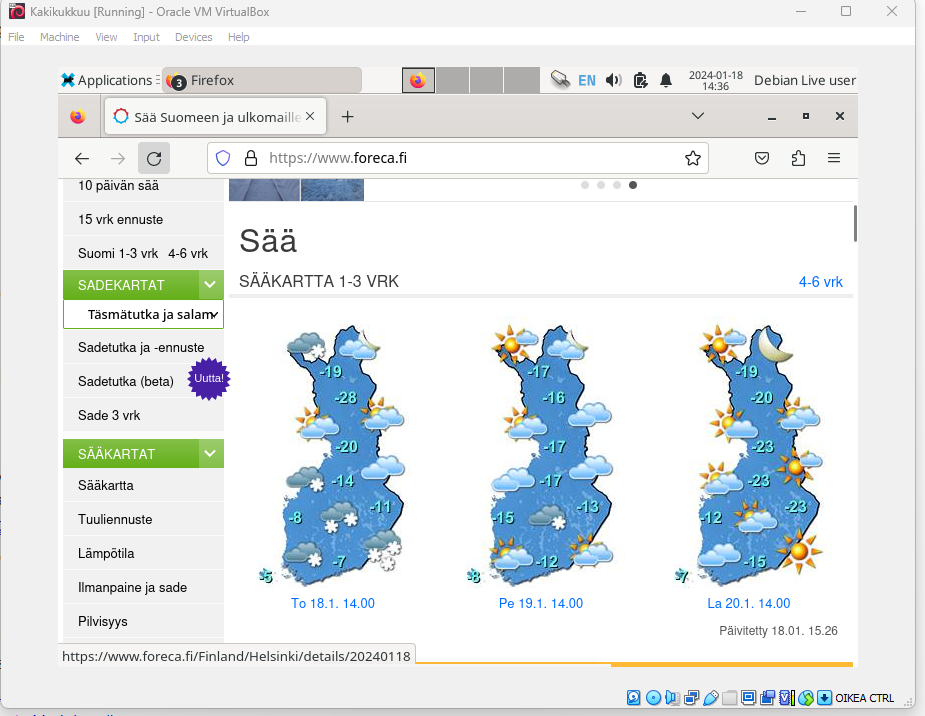 Kakikukkuu [Running] - Oracle VM VirtualBox
File Machine View Input Devices Help
Applications 3 Firefox EN 2024-01-18 14:36 Debian Live user
Sää Suomeen ja ulkomaille
https://www.foreca.fi
10 päivän sää
15 vrk ennuste
Suomi 1-3 vrk 4-6 vrk
SADEKARTAT
Täsmätutka ja salam
Sadetutka ja -ennuste
Sadetutka (beta) Uutta!
Sade 3 vrk
SÄÄKARTAT
Sääkartta
Tuuliennuste
Lämpötila
Ilmanpaine ja sade
Pilvisyys
Sää
SÄÄKARTTA 1-3 VRK 4-6 vrk
-19
-28
-20
-14
-11
-8
-7
-5
To 18.1. 14.00
-17
-16
-17
-17
-13
-15
-12
-8
Pe 19.1. 14.00
-19
-20
-23
-23
-23
-12
-15
-7
La 20.1. 14.00
Päivitetty 18.01. 15.26
https://www.foreca.fi/Finland/Helsinki/details/20240118
OIKEA CTRL